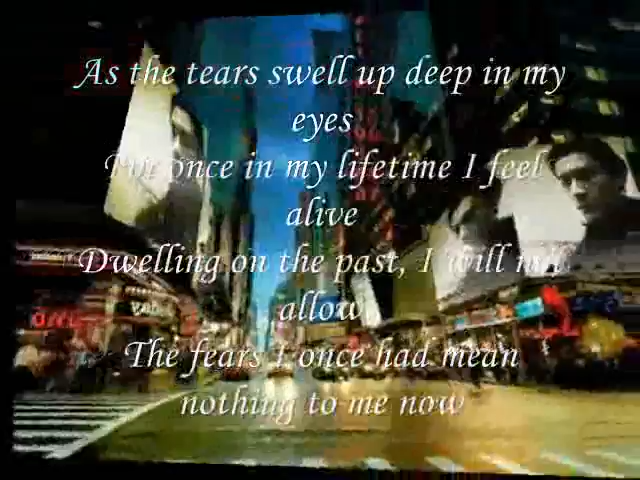 As the tears swell up deep in my
eyes
For once in my lifetime I feel
alive
Dwelling on the past, I will not
allow
The fears I once had mean
nothing to me now